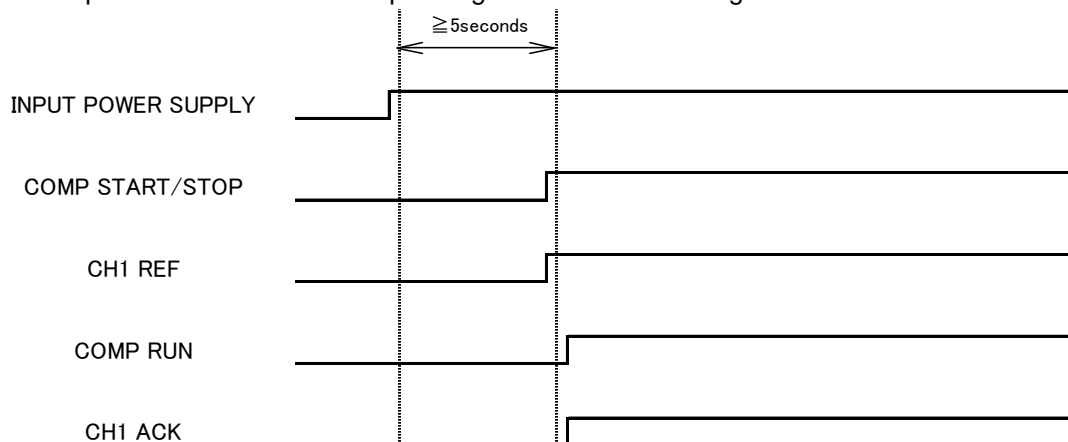 ≧5seconds
INPUT POWER SUPPLY
COMP START/STOP
CH1 REF
COMP RUN
CH1 ACK